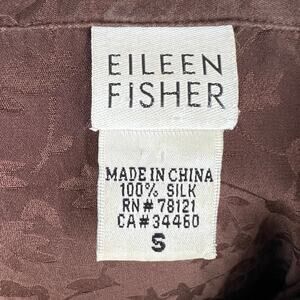 EILEEN
FISHER
MADE IN CHINA
100% SILK
RN# 78121
CA# 34460
S